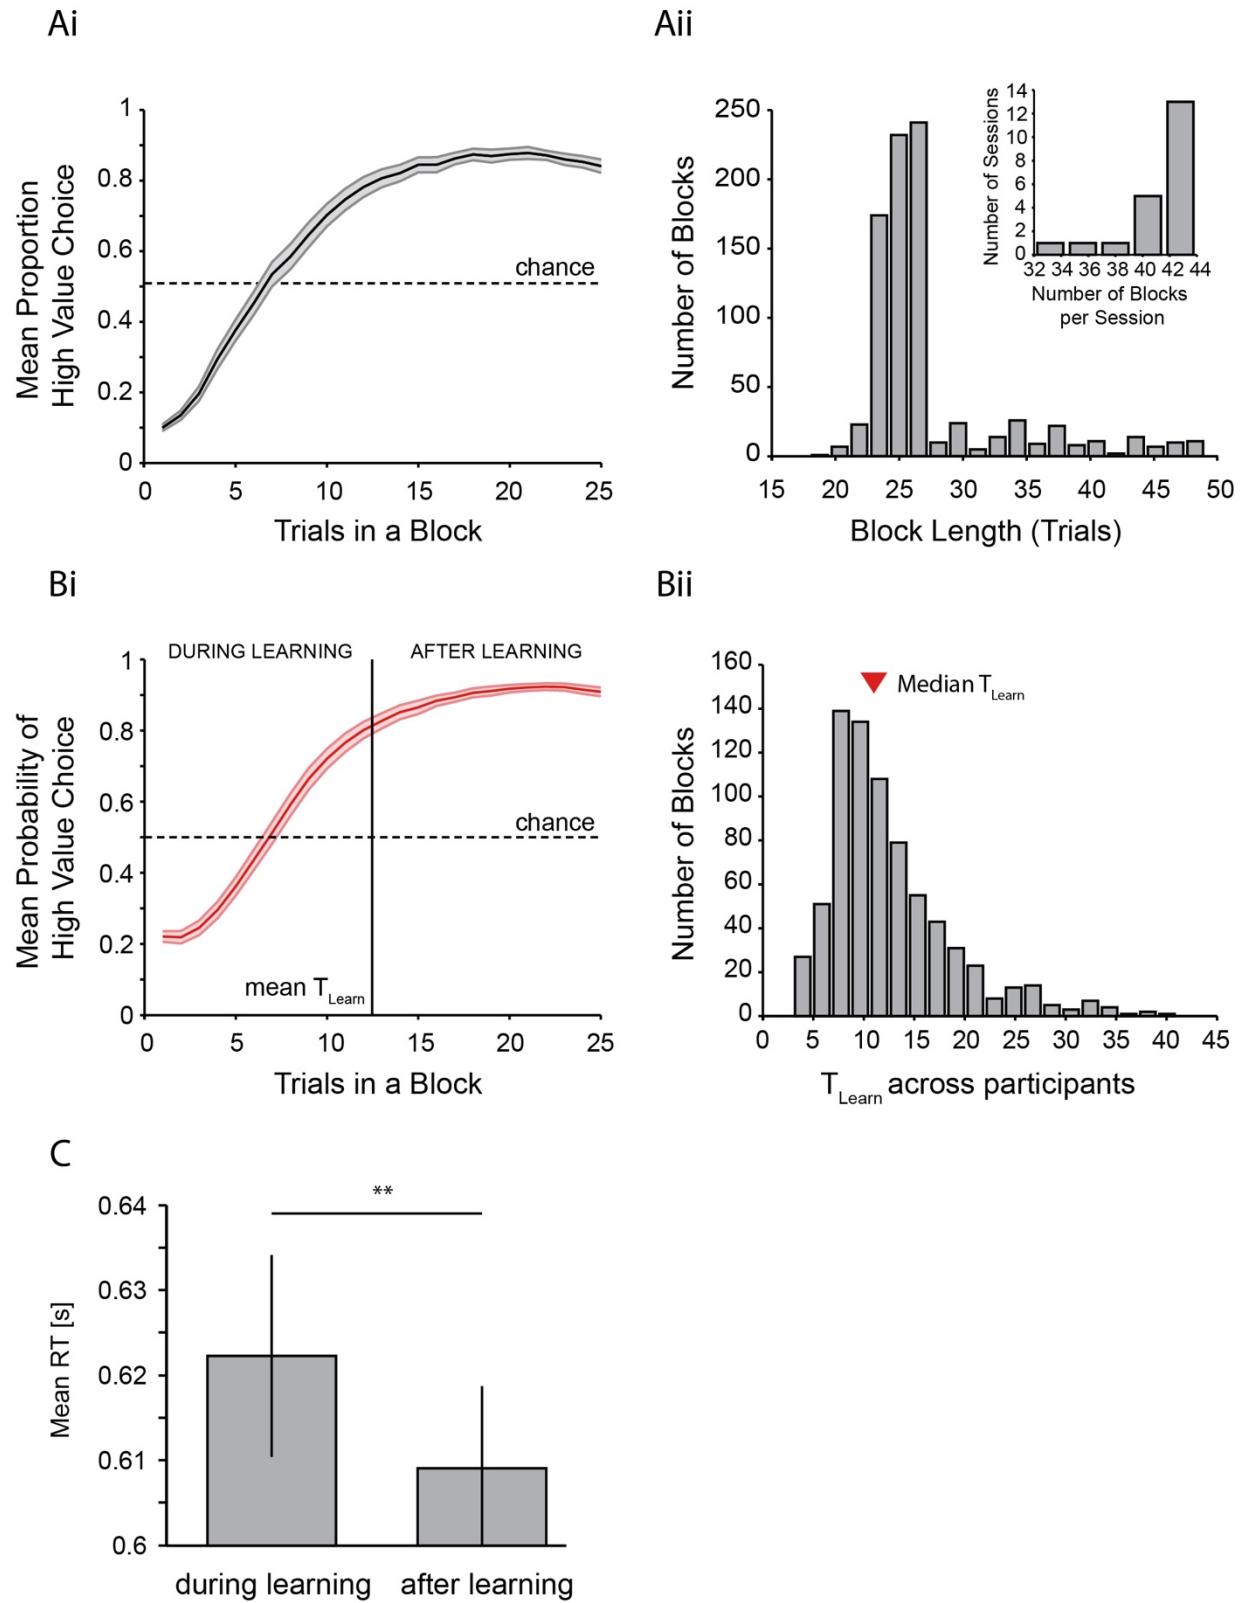 Ai
Mean Proportion
High Value Choice
1
0.8
0.6
0.4
0.2
0
chance
0 5 10 15 20 25
Trials in a Block
Aii
Number of Blocks
250
200
150
100
50
0
15 20 25 30 35 40 45 50
Block Length (Trials)
Number of Sessions
14
12
10
8
6
4
2
0
32 34 36 38 40 42 44
Number of Blocks
per Session
Bi
Mean Probability of
High Value Choice
1
0.8
0.6
0.4
0.2
0
DURING LEARNING AFTER LEARNING
chance
mean TLearn
0 5 10 15 20 25
Trials in a Block
Bii
Number of Blocks
160
140
120
100
80
60
40
20
0
Median TLearn
0 5 10 15 20 25 30 35 40 45
TLearn across participants
C
Mean RT [s]
0.64
0.63
0.62
0.61
0.6
**
during learning after learning